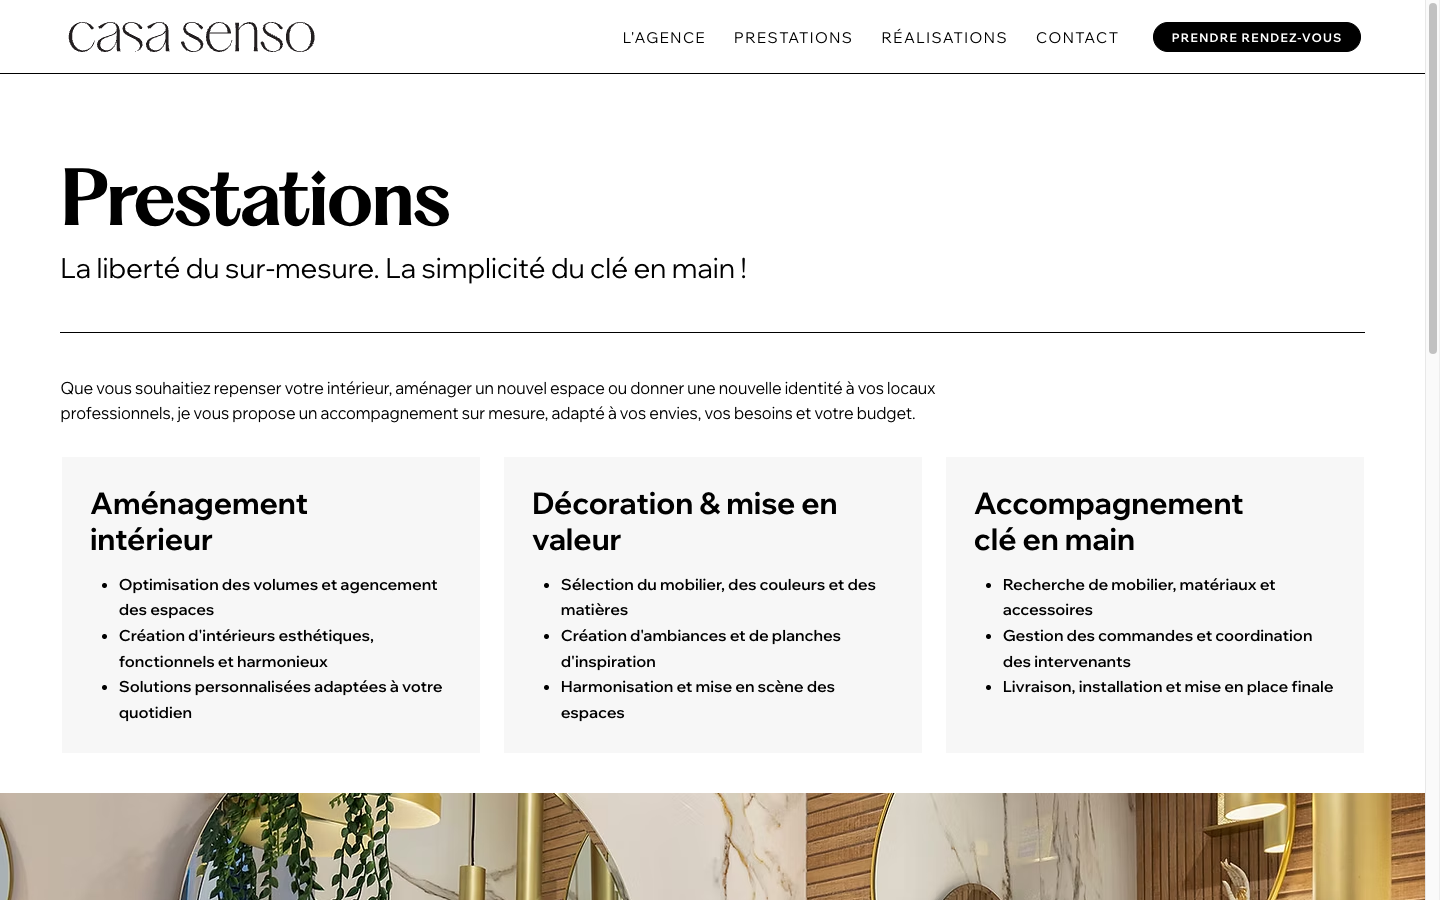 casa senso
L'AGENCE
PRESTATIONS
RÉALISATIONS
CONTACT
PRENDRE RENDEZ-VOUS
Prestations
La liberté du sur-mesure. La simplicité du clé en main !
Que vous souhaitiez repenser votre intérieur, aménager un nouvel espace ou donner une nouvelle identité à vos locaux
professionnels, je vous propose un accompagnement sur mesure, adapté à vos envies, vos besoins et votre budget.
Aménagement
intérieur
• Optimisation des volumes et agencement
des espaces
• Création d'intérieurs esthétiques,
fonctionnels et harmonieux
• Solutions personnalisées adaptées à votre
quotidien
Décoration & mise en
valeur
• Sélection du mobilier, des couleurs et des
matières
• Création d'ambiances et de planches
d'inspiration
• Harmonisation et mise en scène des
espaces
Accompagnement
clé en main
• Recherche de mobilier, matériaux et
accessoires
• Gestion des commandes et coordination
des intervenants
• Livraison, installation et mise en place finale